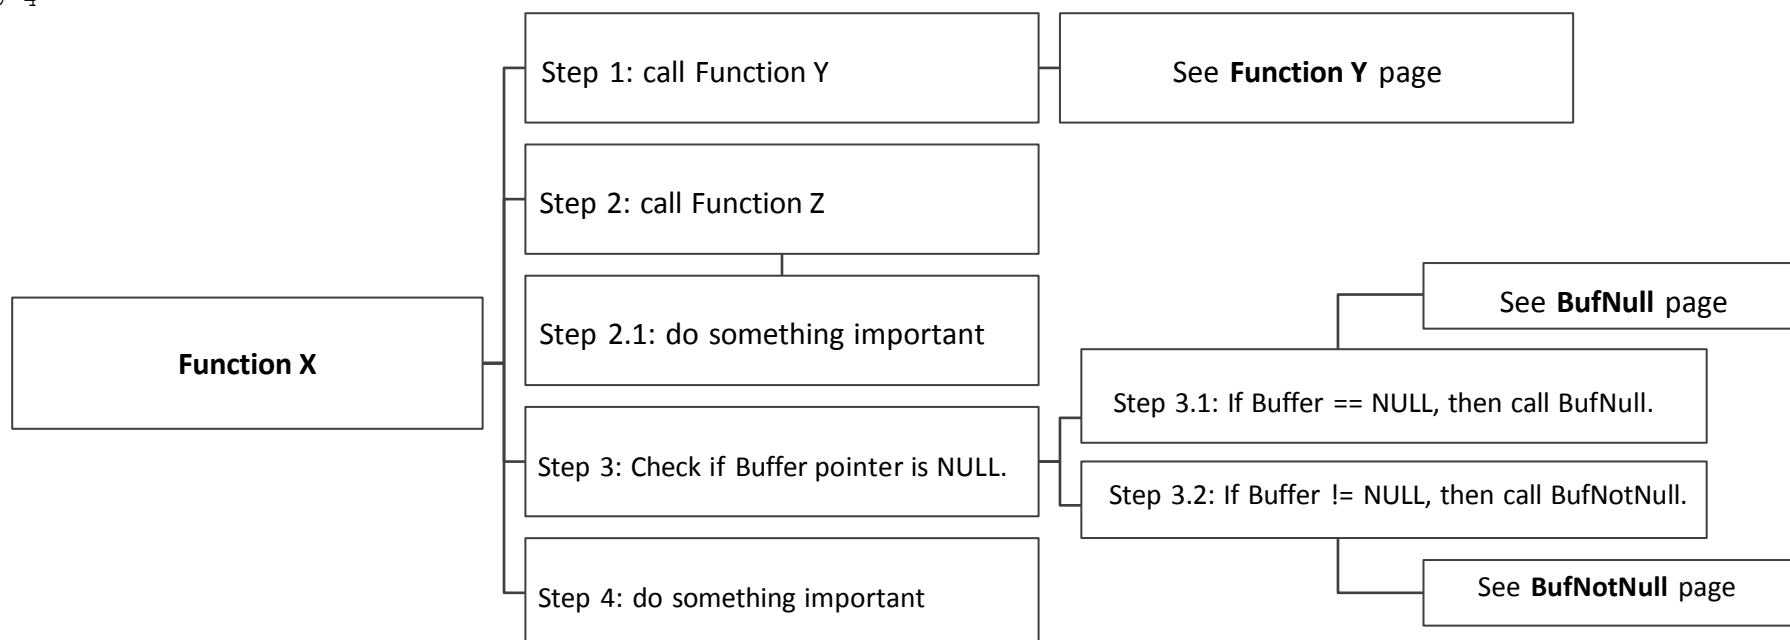 Step 1: call Function Y
See Function Y page
Step 2: call Function Z
See BufNull page
Step 2.1: do something important
Function X
Step 3.1: If Buffer == NULL, then call BufNull.
Step 3: Check if Buffer pointer is NULL.
Step 3.2: If Buffer != NULL, then call BufNotNull.
Step 4: do something important
See BufNotNull page